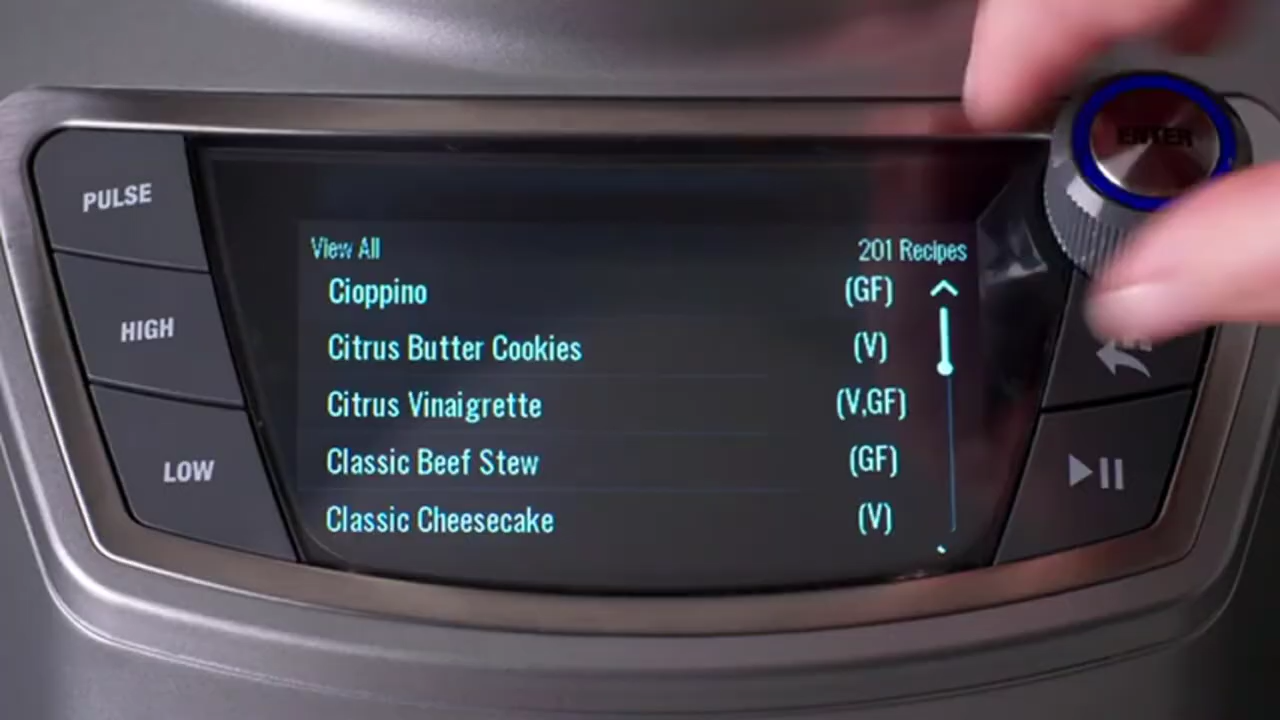 PULSE
HIGH
LOW
View All 201 Recipes
Cioppino (GF)
Citrus Butter Cookies (V)
Citrus Vinaigrette (V,GF)
Classic Beef Stew (GF)
Classic Cheesecake (V)
ENTER